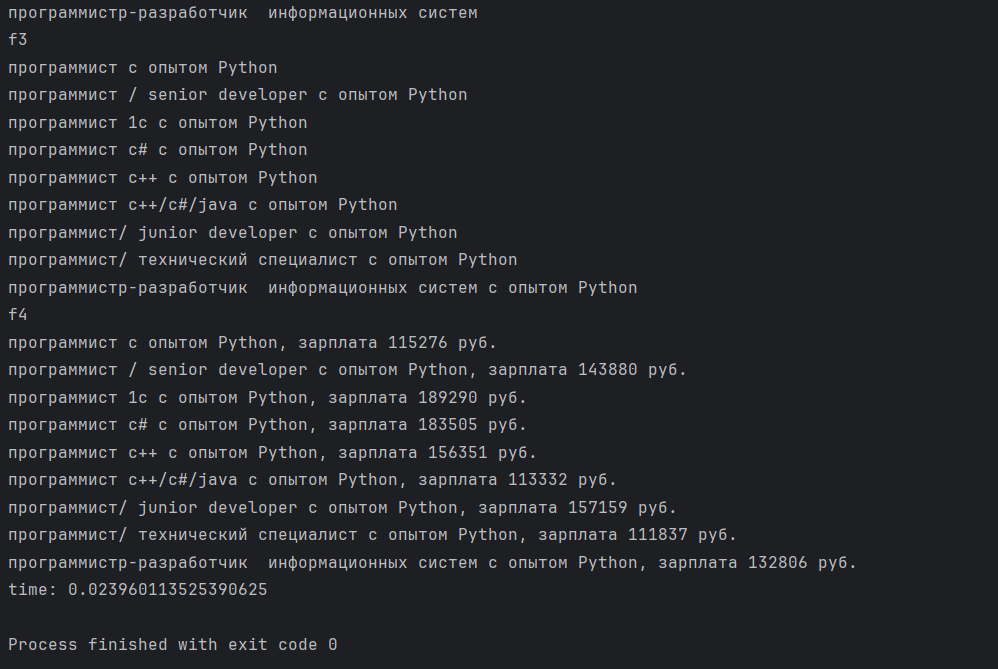 программистр-разработчик  информационных систем
f3
программист с опытом Python
программист / senior developer с опытом Python
программист 1с с опытом Python
программист c# с опытом Python
программист c++ с опытом Python
программист c++/c#/java с опытом Python
программист/ junior developer с опытом Python
программист/ технический специалист с опытом Python
программистр-разработчик  информационных систем с опытом Python
f4
программист с опытом Python, зарплата 115276 руб.
программист / senior developer с опытом Python, зарплата 143880 руб.
программист 1с с опытом Python, зарплата 189290 руб.
программист c# с опытом Python, зарплата 183505 руб.
программист c++ с опытом Python, зарплата 156351 руб.
программист c++/c#/java с опытом Python, зарплата 113332 руб.
программист/ junior developer с опытом Python, зарплата 157159 руб.
программист/ технический специалист с опытом Python, зарплата 111837 руб.
программистр-разработчик  информационных систем с опытом Python, зарплата 132806 руб.
time: 0.023960113525390625
Process finished with exit code 0